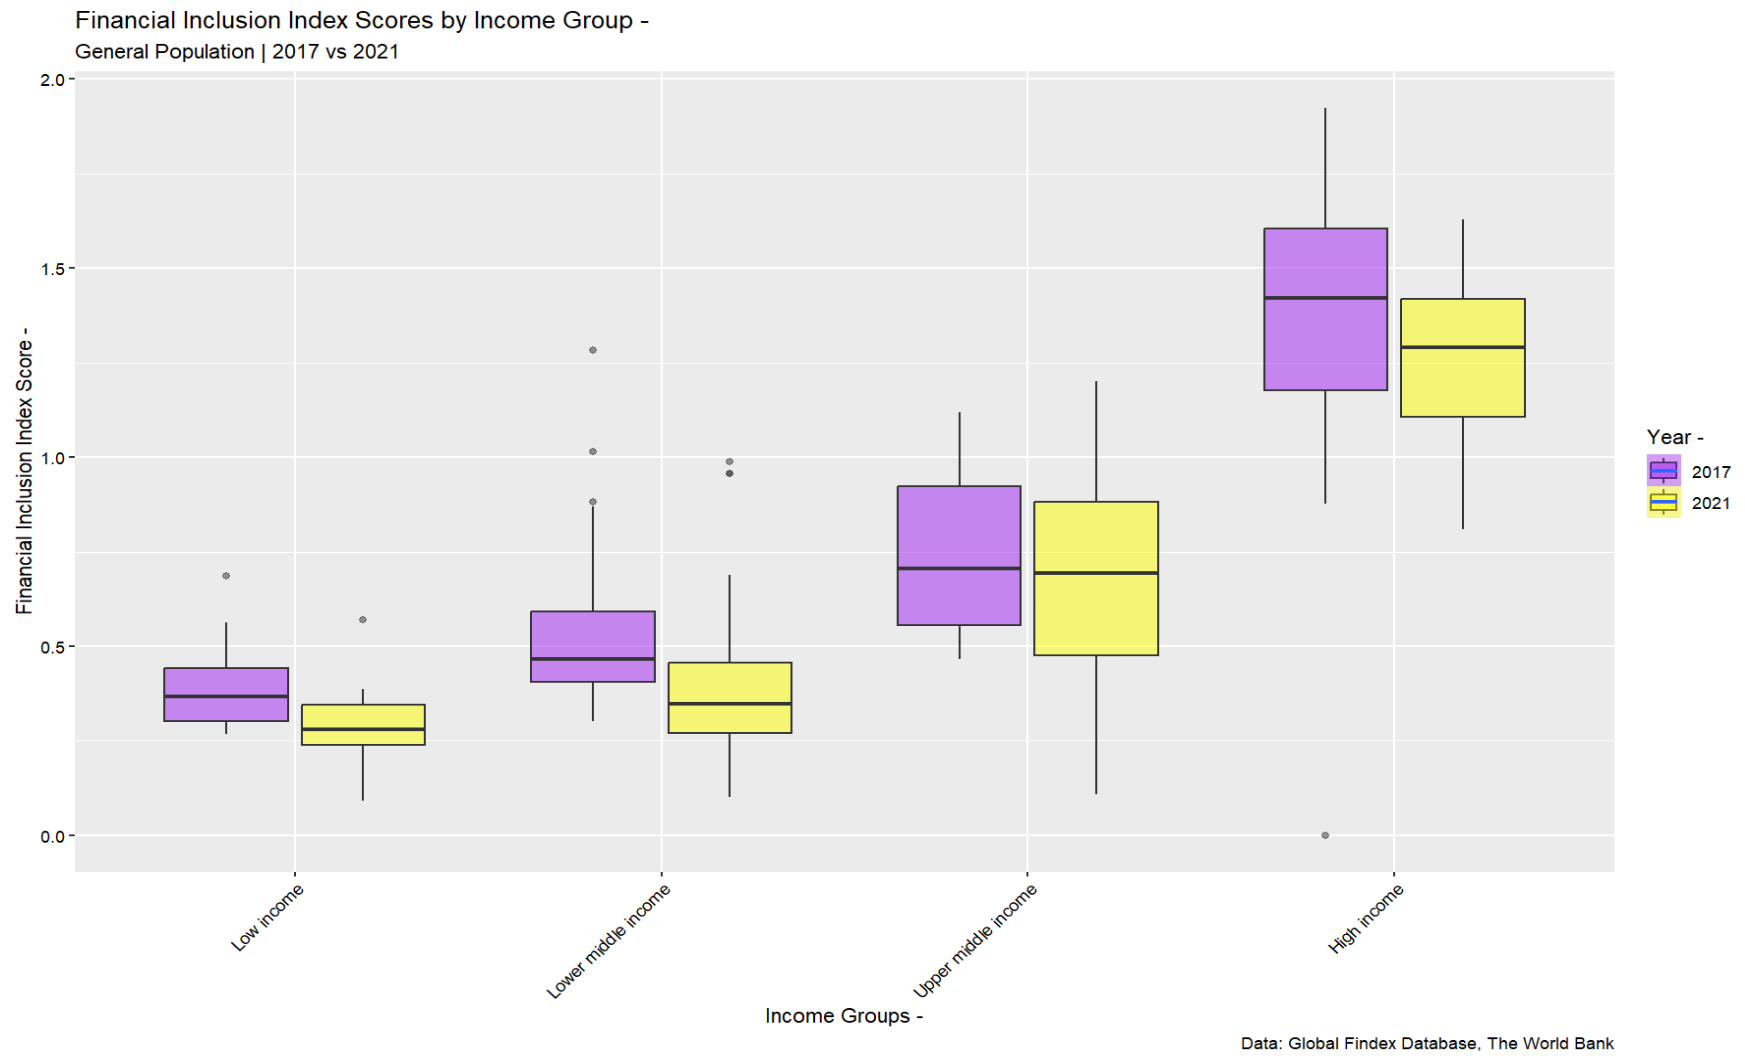 Financial Inclusion Index Scores by Income Group -
General Population | 2017 vs 2021
2.0
1.5
1.0
0.5
0.0
Financial Inclusion Index Score -
Low income
Lower middle income
Upper middle income
High income
Income Groups -
Year -
2017
2021
Data: Global Findex Database, The World Bank